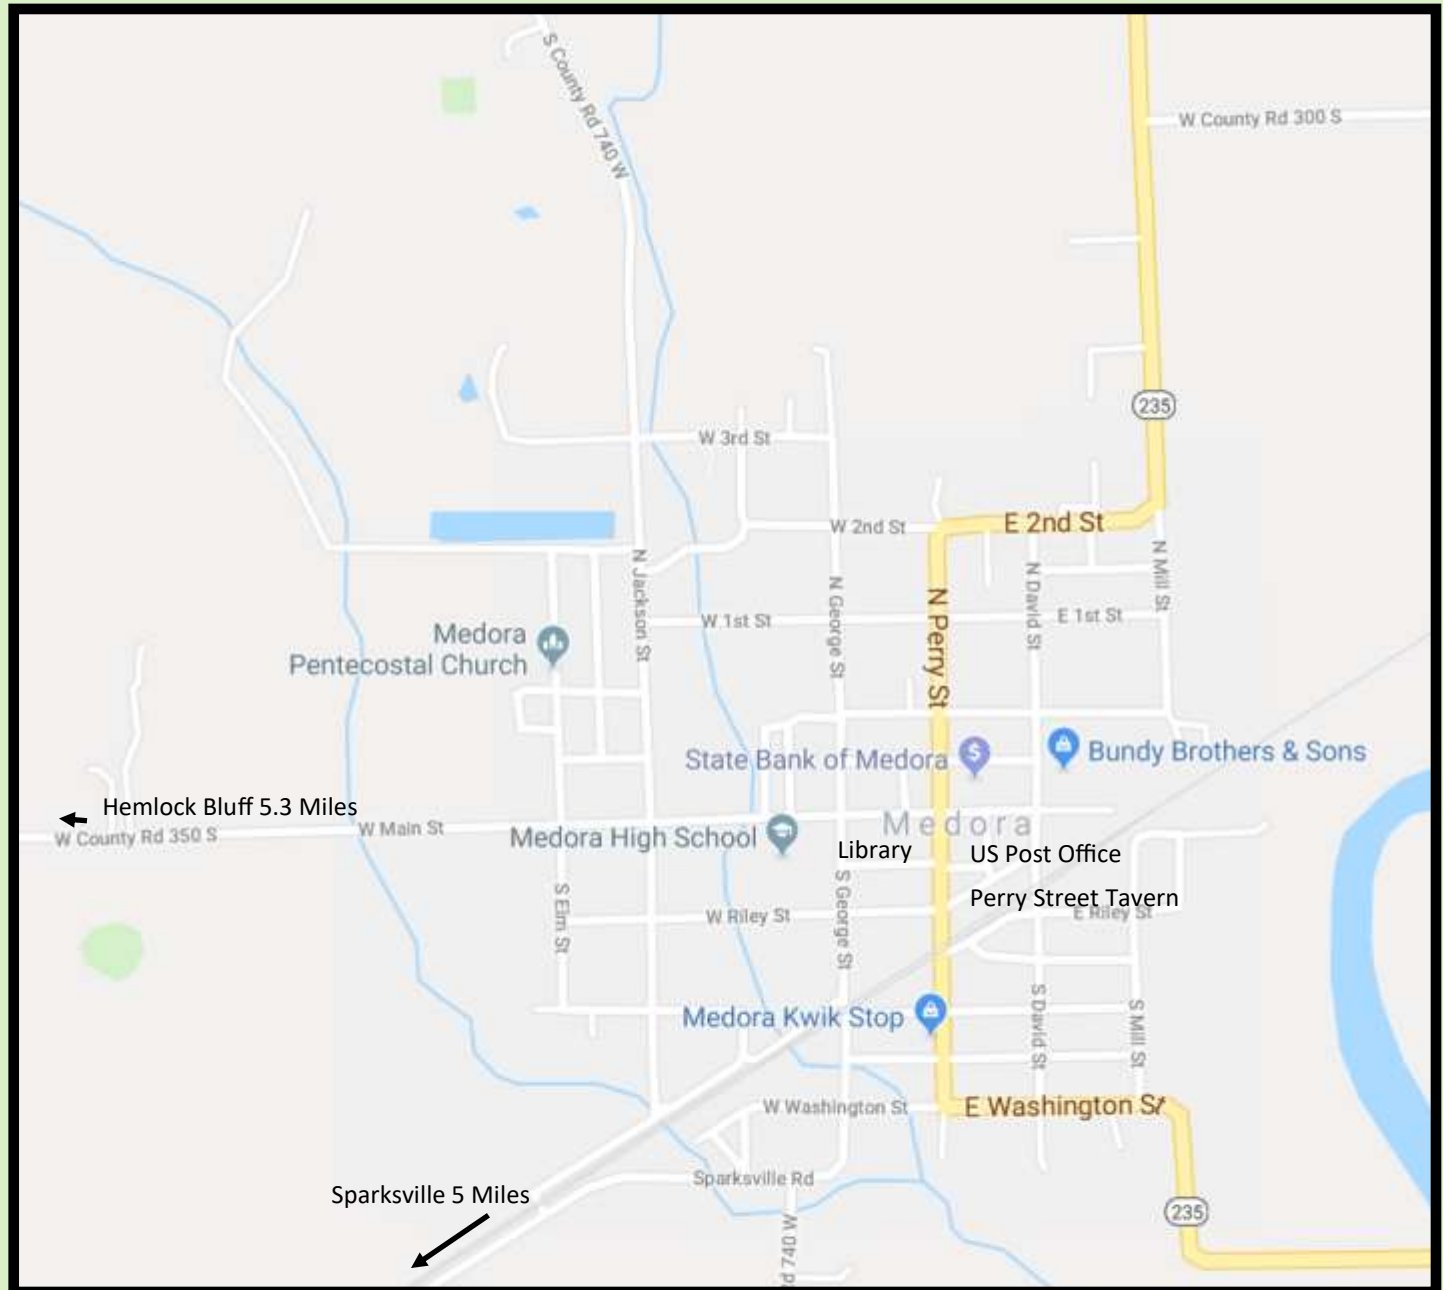 S County Rd 740 W
W County Rd 300 S
235
W 3rd St
W 2nd St
E 2nd St
N Jackson St
N George St
N Perry St
N David St
N Mill St
W 1st St
E 1st St
Medora
Pentecostal Church
State Bank of Medora
$
Bundy Brothers & Sons
Hemlock Bluff 5.3 Miles
W County Rd 350 S
W Main St
Medora High School
Medora
Library
US Post Office
Perry Street Tavern
S Elm St
W Riley St
S George St
E Riley St
Medora Kwik Stop
S David St
S Mill St
W Washington St
E Washington St
Sparksville Rd
Sparksville 5 Miles
d 740 W
235